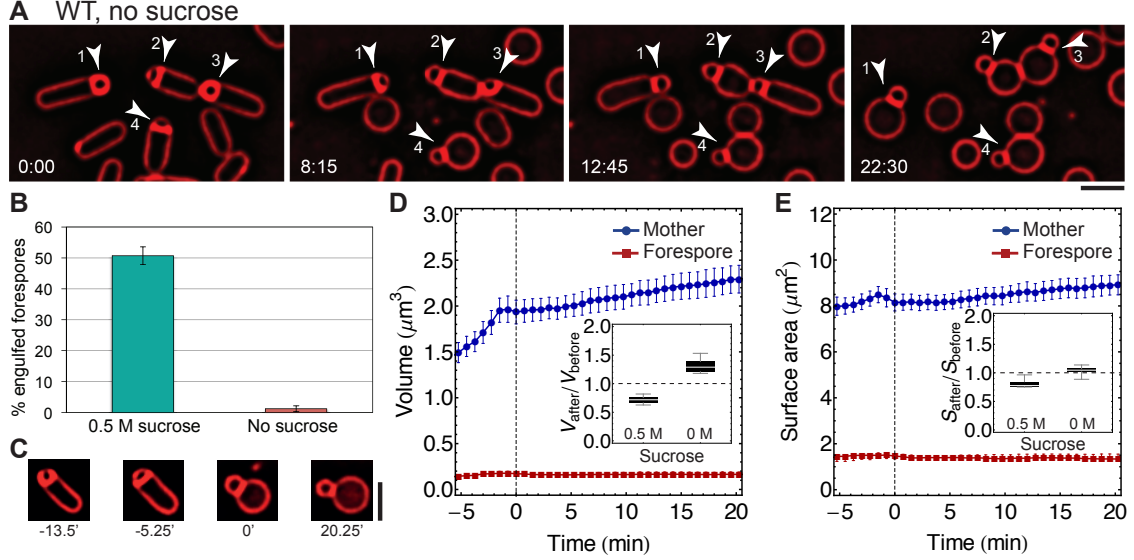 A WT, no sucrose
1
2
3
4
0:00
1
2
3
4
8:15
1
2
3
4
12:45
1
2
3
4
22:30
B
% engulfed forespores
60
50
40
30
20
10
0
0.5 M sucrose
No sucrose
C
-13.5’
-5.25’
0’
20.25’
D
Volume (μm³)
3.0
2.5
2.0
1.5
1.0
0.5
0.0
Mother
Forespore
V_after/V_before
2.0
1.5
1.0
0.5
0.0
0.5 M
0 M
Sucrose
−5
0
5
10
15
20
Time (min)
E
Surface area (μm²)
12
10
8
6
4
2
0
Mother
Forespore
S_after/S_before
2.0
1.5
1.0
0.5
0.0
0.5 M
0 M
Sucrose
−5
0
5
10
15
20
Time (min)